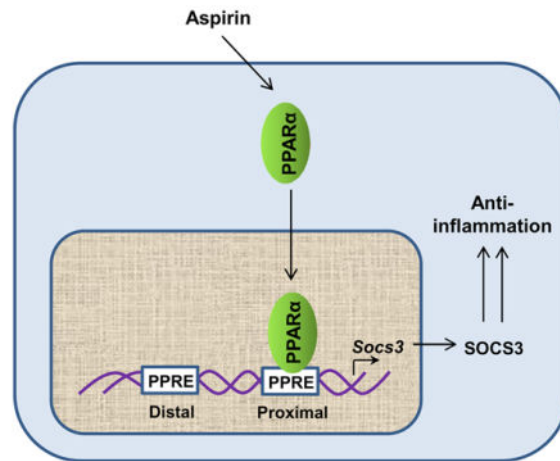 Aspirin
PPARα
Anti-
inflammation
PPARα
Socs3
SOCS3
PPRE
PPRE
Distal
Proximal